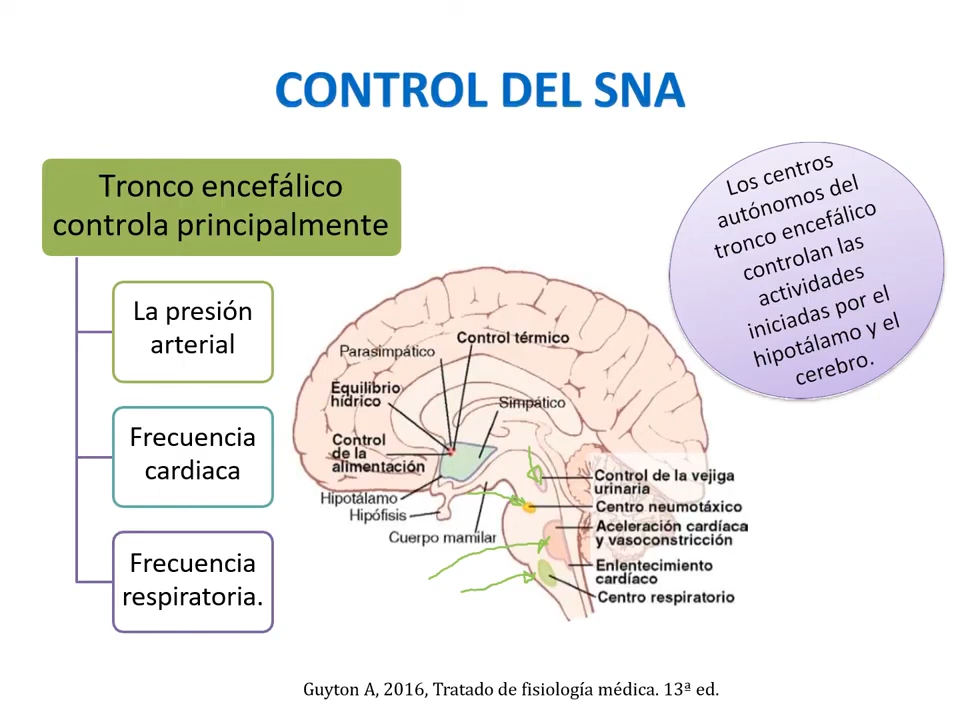 CONTROL DEL SNA
Tronco encefálico
controla principalmente
La presión
arterial
Frecuencia
cardiaca
Frecuencia
respiratoria.
Los centros
autónomos del
tronco encefálico
controlan las
actividades
iniciadas por el
hipotálamo y el
cerebro.
Control térmico
Parasimpático
Equilibrio
hídrico
Simpático
Control
de la
alimentación
Hipotálamo
Hipófisis
Cuerpo mamilar
Control de la vejiga
urinaria
Centro neumotáxico
Aceleración cardíaca
y vasoconstricción
Enlentecimiento
cardíaco
Centro respiratorio
Guyton A, 2016, Tratado de fisiología médica. 13ª ed.